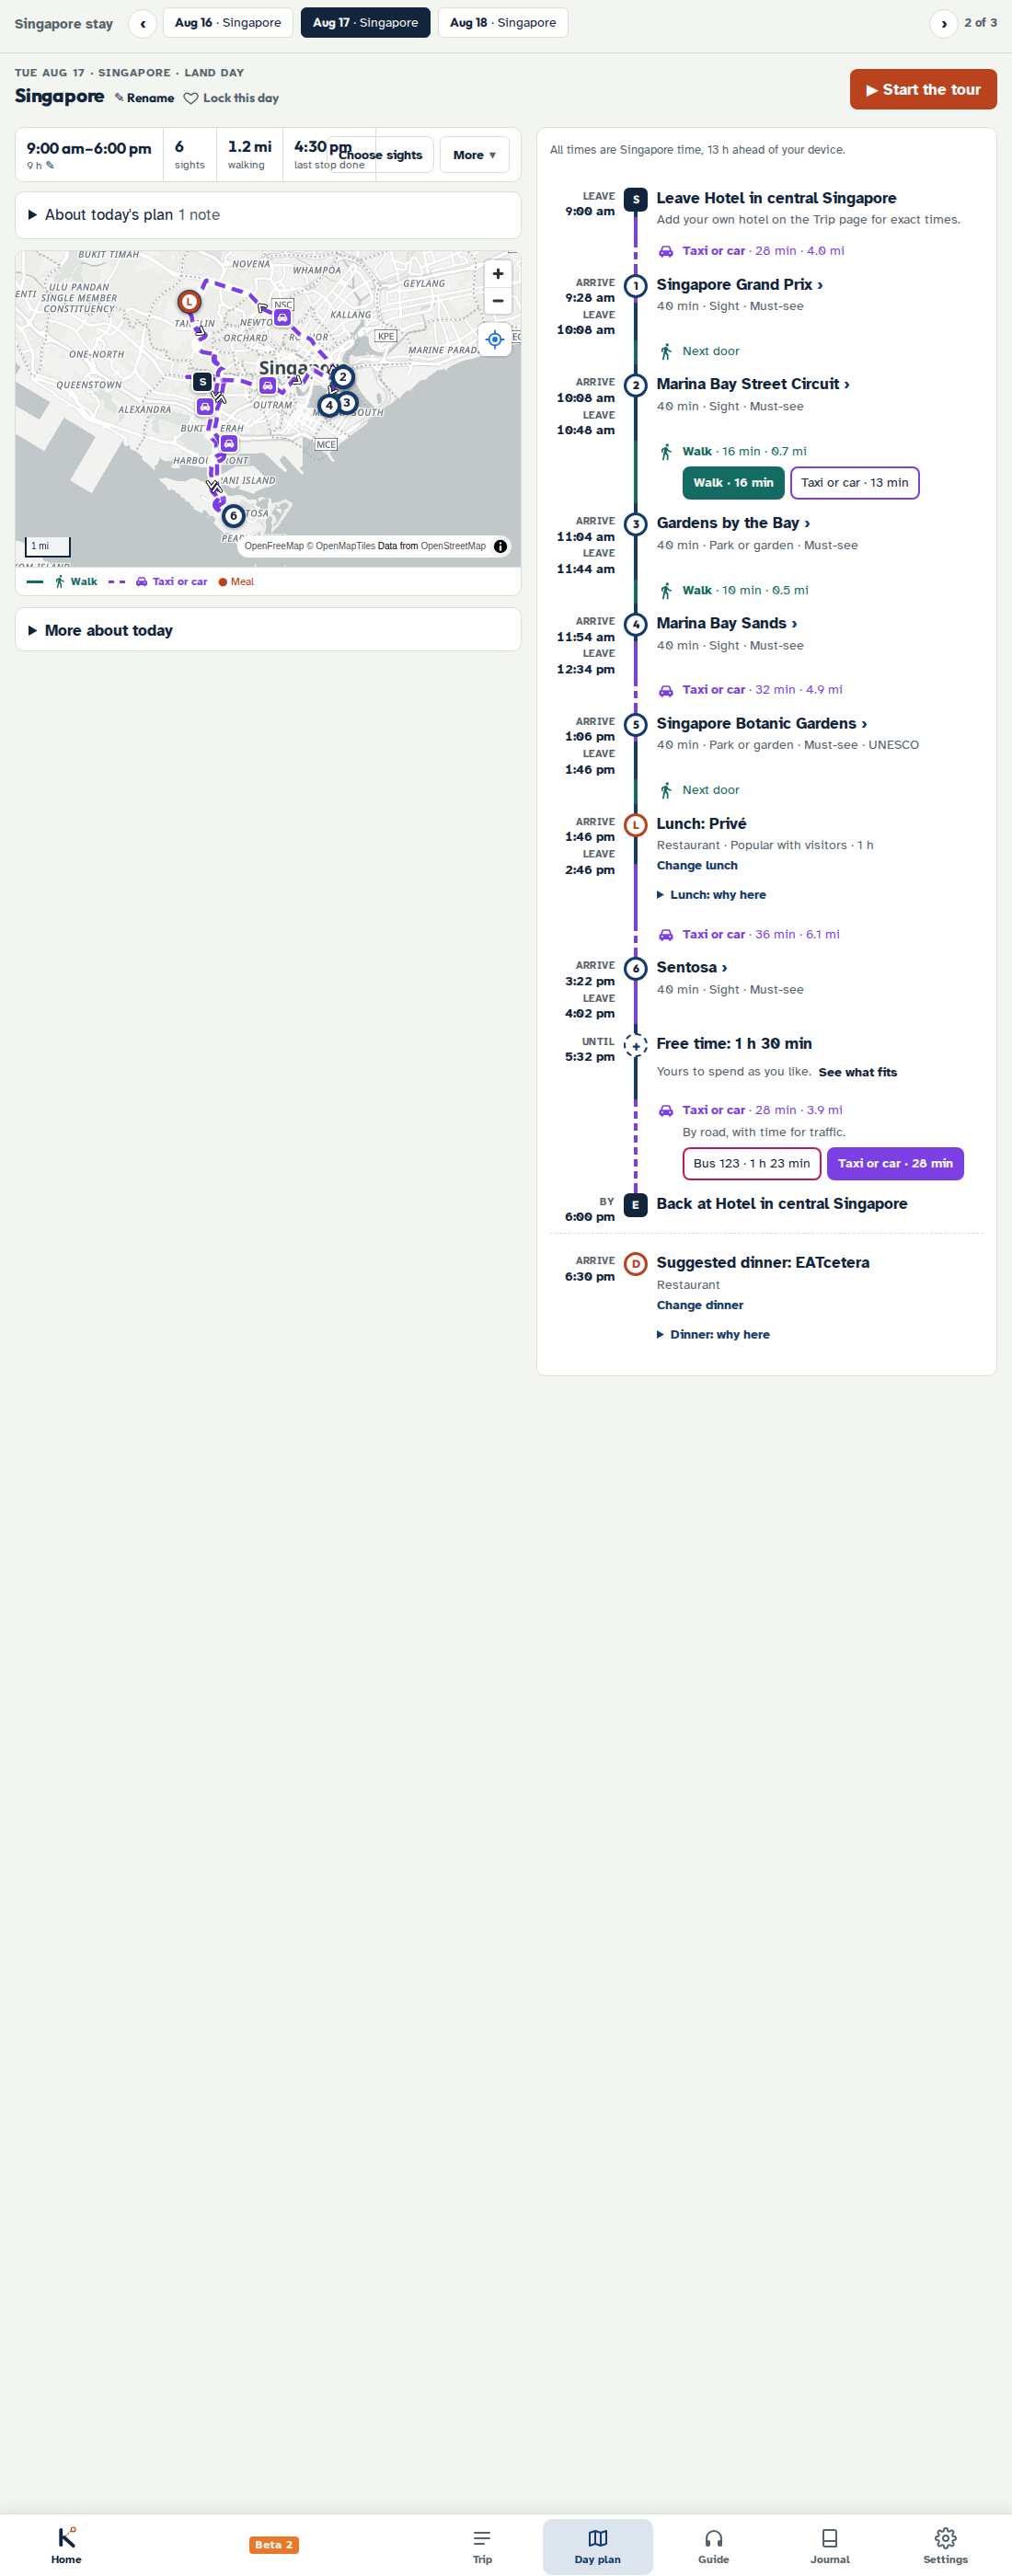 Singapore stay
‹
Aug 16 · Singapore
Aug 17 · Singapore
Aug 18 · Singapore
›
2 of 3
TUE AUG 17 · SINGAPORE · LAND DAY
Singapore
✎ Rename
Lock this day
▶ Start the tour
9:00 am–6:00 pm
9 h ✎
6
sights
1.2 mi
walking
4:30 pm
last stop done
Choose sights
More ▾
▶ About today's plan 1 note
BUKIT TIMAH
NOVENA
WHAMPOA
GEYLANG
ULU PANDAN
SINGLE MEMBER
CONSTITUENCY
ENTI
L
NSC
KALLANG
KPE
ORCHARD
MARINE PARAD
ONE-NORTH
QUEENSTOWN
S
2
3
4
ALEXANDRA
OUTRAM
MCE
6
1 mi
OpenFreeMap © OpenMapTiles Data from OpenStreetMap
Walk
Taxi or car
Meal
▶ More about today
All times are Singapore time, 13 h ahead of your device.
LEAVE
9:00 am
S
Leave Hotel in central Singapore
Add your own hotel on the Trip page for exact times.
Taxi or car · 28 min · 4.0 mi
ARRIVE
9:28 am
LEAVE
10:08 am
1
Singapore Grand Prix ›
40 min · Sight · Must-see
Next door
ARRIVE
10:08 am
LEAVE
10:48 am
2
Marina Bay Street Circuit ›
40 min · Sight · Must-see
Walk · 16 min · 0.7 mi
Walk · 16 min
Taxi or car · 13 min
ARRIVE
11:04 am
LEAVE
11:44 am
3
Gardens by the Bay ›
40 min · Park or garden · Must-see
Walk · 10 min · 0.5 mi
ARRIVE
11:54 am
LEAVE
12:34 pm
4
Marina Bay Sands ›
40 min · Sight · Must-see
Taxi or car · 32 min · 4.9 mi
ARRIVE
1:06 pm
LEAVE
1:46 pm
5
Singapore Botanic Gardens ›
40 min · Park or garden · Must-see · UNESCO
Next door
ARRIVE
1:46 pm
LEAVE
2:46 pm
L
Lunch: Privé
Restaurant · Popular with visitors · 1 h
Change lunch
▶ Lunch: why here
Taxi or car · 36 min · 6.1 mi
ARRIVE
3:22 pm
LEAVE
4:02 pm
6
Sentosa ›
40 min · Sight · Must-see
UNTIL
5:32 pm
+
Free time: 1 h 30 min
Yours to spend as you like. See what fits
Taxi or car · 28 min · 3.9 mi
By road, with time for traffic.
Bus 123 · 1 h 23 min
Taxi or car · 28 min
BY
6:00 pm
E
Back at Hotel in central Singapore
ARRIVE
6:30 pm
D
Suggested dinner: EATcetera
Restaurant
Change dinner
▶ Dinner: why here
Home
Beta 2
Trip
Day plan
Guide
Journal
Settings